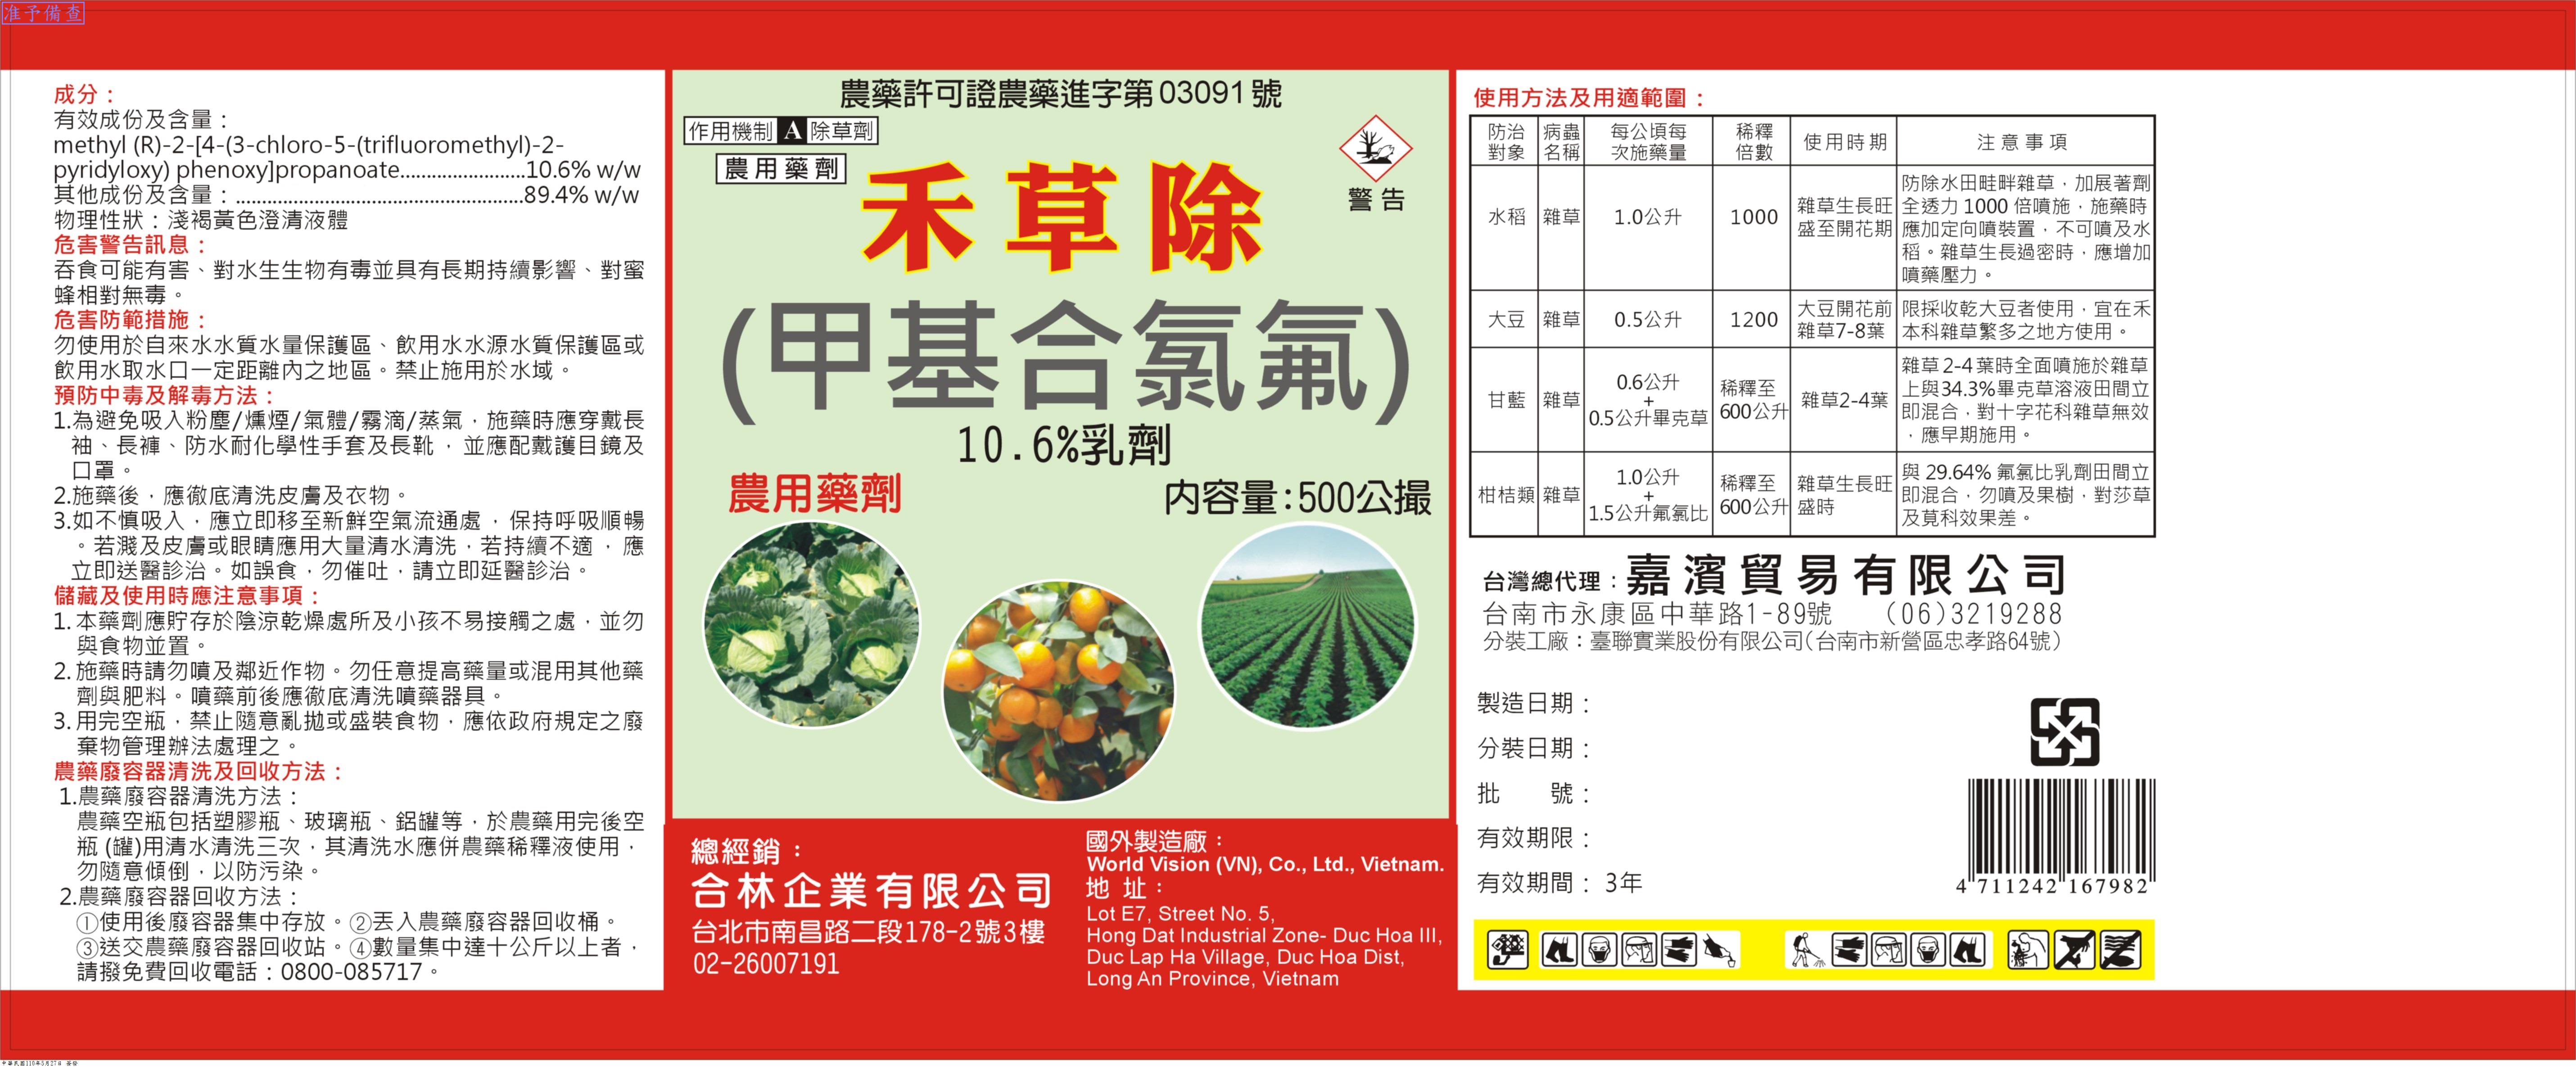 准予備查
成分：
有效成份及含量：
methyl (R)-2-[4-(3-chloro-5-(trifluoromethyl)-2-
pyridyloxy) phenoxy]propanoate........................10.6% w/w
其他成份及含量：.......................................................89.4% w/w
物理性狀：淺褐黃色澄清液體
危害警告訊息：
吞食可能有害、對水生生物有毒並具有長期持續影響、對蜜
蜂相對無毒。
危害防範措施：
勿使用於自來水水質水量保護區、飲用水水源水質保護區或
飲用水取水口一定距離內之地區。禁止施用於水域。
預防中毒及解毒方法：
1.為避免吸入粉塵/燻煙/氣體/霧滴/蒸氣，施藥時應穿戴長
袖、長褲、防水耐化學性手套及長靴，並應配戴護目鏡及
口罩。
2.施藥後，應徹底清洗皮膚及衣物。
3.如不慎吸入，應立即移至新鮮空氣流通處，保持呼吸順暢
。若濺及皮膚或眼睛應用大量清水清洗，若持續不適，應
立即送醫診治。如誤食，勿催吐，請立即延醫診治。
儲藏及使用時應注意事項：
1. 本藥劑應貯存於陰涼乾燥處所及小孩不易接觸之處，並勿
與食物並置。
2. 施藥時請勿噴及鄰近作物。勿任意提高藥量或混用其他藥
劑與肥料。噴藥前後應徹底清洗噴藥器具。
3. 用完空瓶，禁止隨意亂拋或盛裝食物，應依政府規定之廢
棄物管理辦法處理之。
農藥廢容器清洗及回收方法：
1.農藥廢容器清洗方法：
農藥空瓶包括塑膠瓶、玻璃瓶、鋁罐等，於農藥用完後空
瓶 (罐)用清水清洗三次，其清洗水應併農藥稀釋液使用，
勿隨意傾倒，以防污染。
2.農藥廢容器回收方法：
①使用後廢容器集中存放。②丟入農藥廢容器回收桶。
③送交農藥廢容器回收站。④數量集中達十公斤以上者，
請撥免費回收電話：0800-085717。
農藥許可證農藥進字第03091號
作用機制 A 除草劑
農用藥劑
警告
禾草除
(甲基合氯氟)
10.6%乳劑
農用藥劑
內容量:500公撮
總經銷：
合林企業有限公司
台北市南昌路二段178-2號3樓
02-26007191
國外製造廠：
World Vision (VN), Co., Ltd., Vietnam.
地 址：
Lot E7, Street No. 5,
Hong Dat Industrial Zone- Duc Hoa III,
Duc Lap Ha Village, Duc Hoa Dist,
Long An Province, Vietnam
使用方法及用適範圍：
防治對象 病蟲名稱 每公頃每次施藥量 稀釋倍數 使用時期 注意事項
水稻 雜草 1.0公升 1000 雜草生長旺盛至開花期
防除水田畦畔雜草，加展著劑
全透力 1000 倍噴施，施藥時
應加定向噴裝置，不可噴及水
稻。雜草生長過密時，應增加
噴藥壓力。
大豆 雜草 0.5公升 1200 大豆開花前雜草7-8葉
限採收乾大豆者使用，宜在禾
本科雜草繁多之地方使用。
甘藍 雜草 0.6公升+0.5公升畢克草 稀釋至600公升 雜草2-4葉
雜草 2-4 葉時全面噴施於雜草
上與34.3%畢克草溶液田間立
即混合，對十字花科雜草無效
，應早期施用。
柑桔類 雜草 1.0公升+1.5公升氟氯比 稀釋至600公升 雜草生長旺盛時
與 29.64% 氟氯比乳劑田間立
即混合，勿噴及果樹，對莎草
及莧科效果差。
台灣總代理：嘉濱貿易有限公司
台南市永康區中華路1-89號 (06)3219288
分裝工廠：臺聯實業股份有限公司(台南市新營區忠孝路64號)
製造日期：
分裝日期：
批 號：
有效期限：
有效期間：3年
4 711242 167982